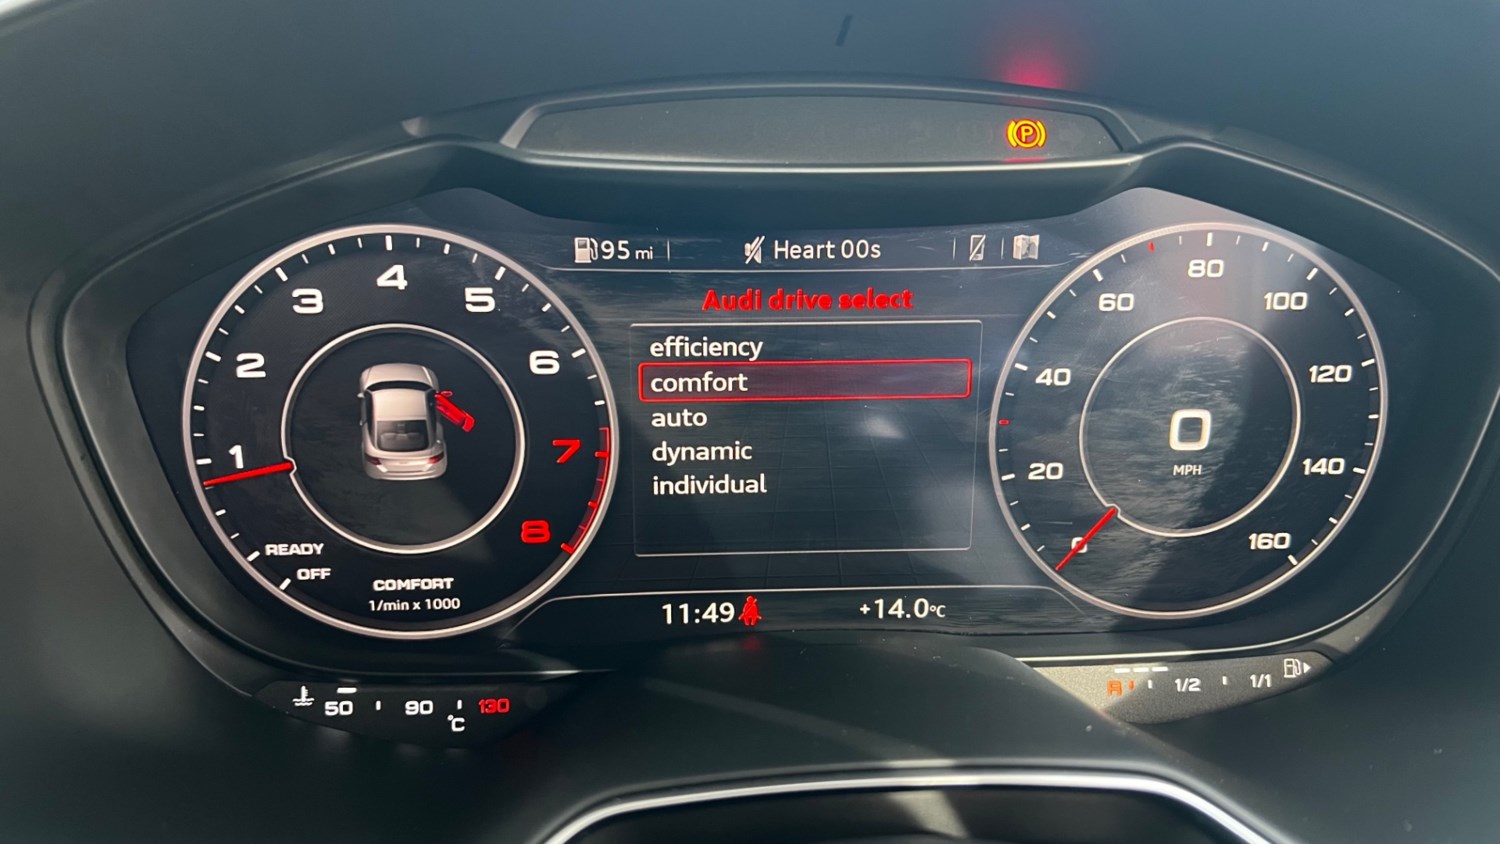 P
95 mi
Heart 00s
Audi drive select
efficiency
comfort
auto
dynamic
individual
11:49
+14.0°C
1
2
3
4
5
6
7
8
READY
OFF
COMFORT
1/min x 1000
0
20
40
60
80
100
120
140
160
0
MPH
50
90
130
°C
1/2
1/1